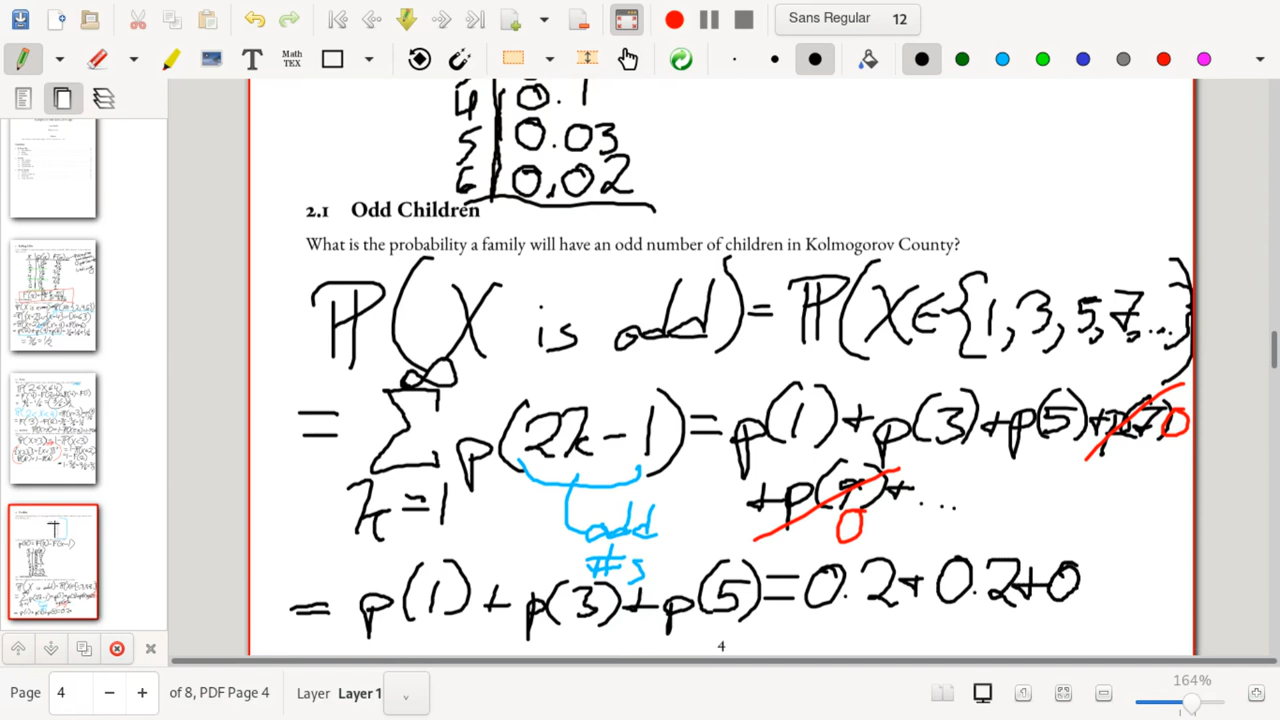 Sans Regular 12
T Math TEX
4 | 0.1
5 | 0.03
6 | 0.02
2.1 Odd Children
What is the probability a family will have an odd number of children in Kolmogorov County?
ℙ(X is odd) = ℙ(X∈{1,3,5,7,...})
= ∑_{k=1}^{∞} p(2k-1) = p(1)+p(3)+p(5)+p(7) 0
+p(9)+... 0
odd
#s
= p(1)+p(3)+p(5)=0.2+0.2+0
4
Page 4 of 8, PDF Page 4 Layer Layer 1 164%